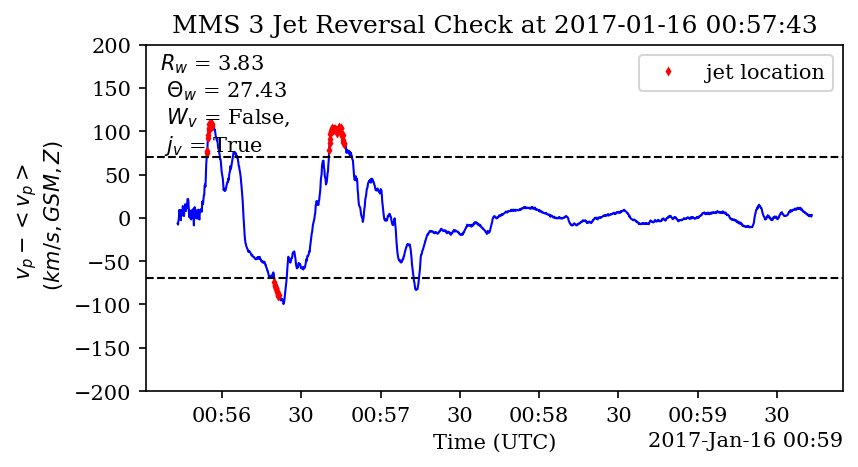 MMS 3 Jet Reversal Check at 2017-01-16 00:57:43
R_w = 3.83
Θ_w = 27.43
W_v = False,
j_v = True
jet location
200
150
100
50
0
−50
−100
−150
−200
v_p − < v_p >
(km/s, GSM, Z)
00:56 30 00:57 30 00:58 30 00:59 30
Time (UTC)
2017-Jan-16 00:59